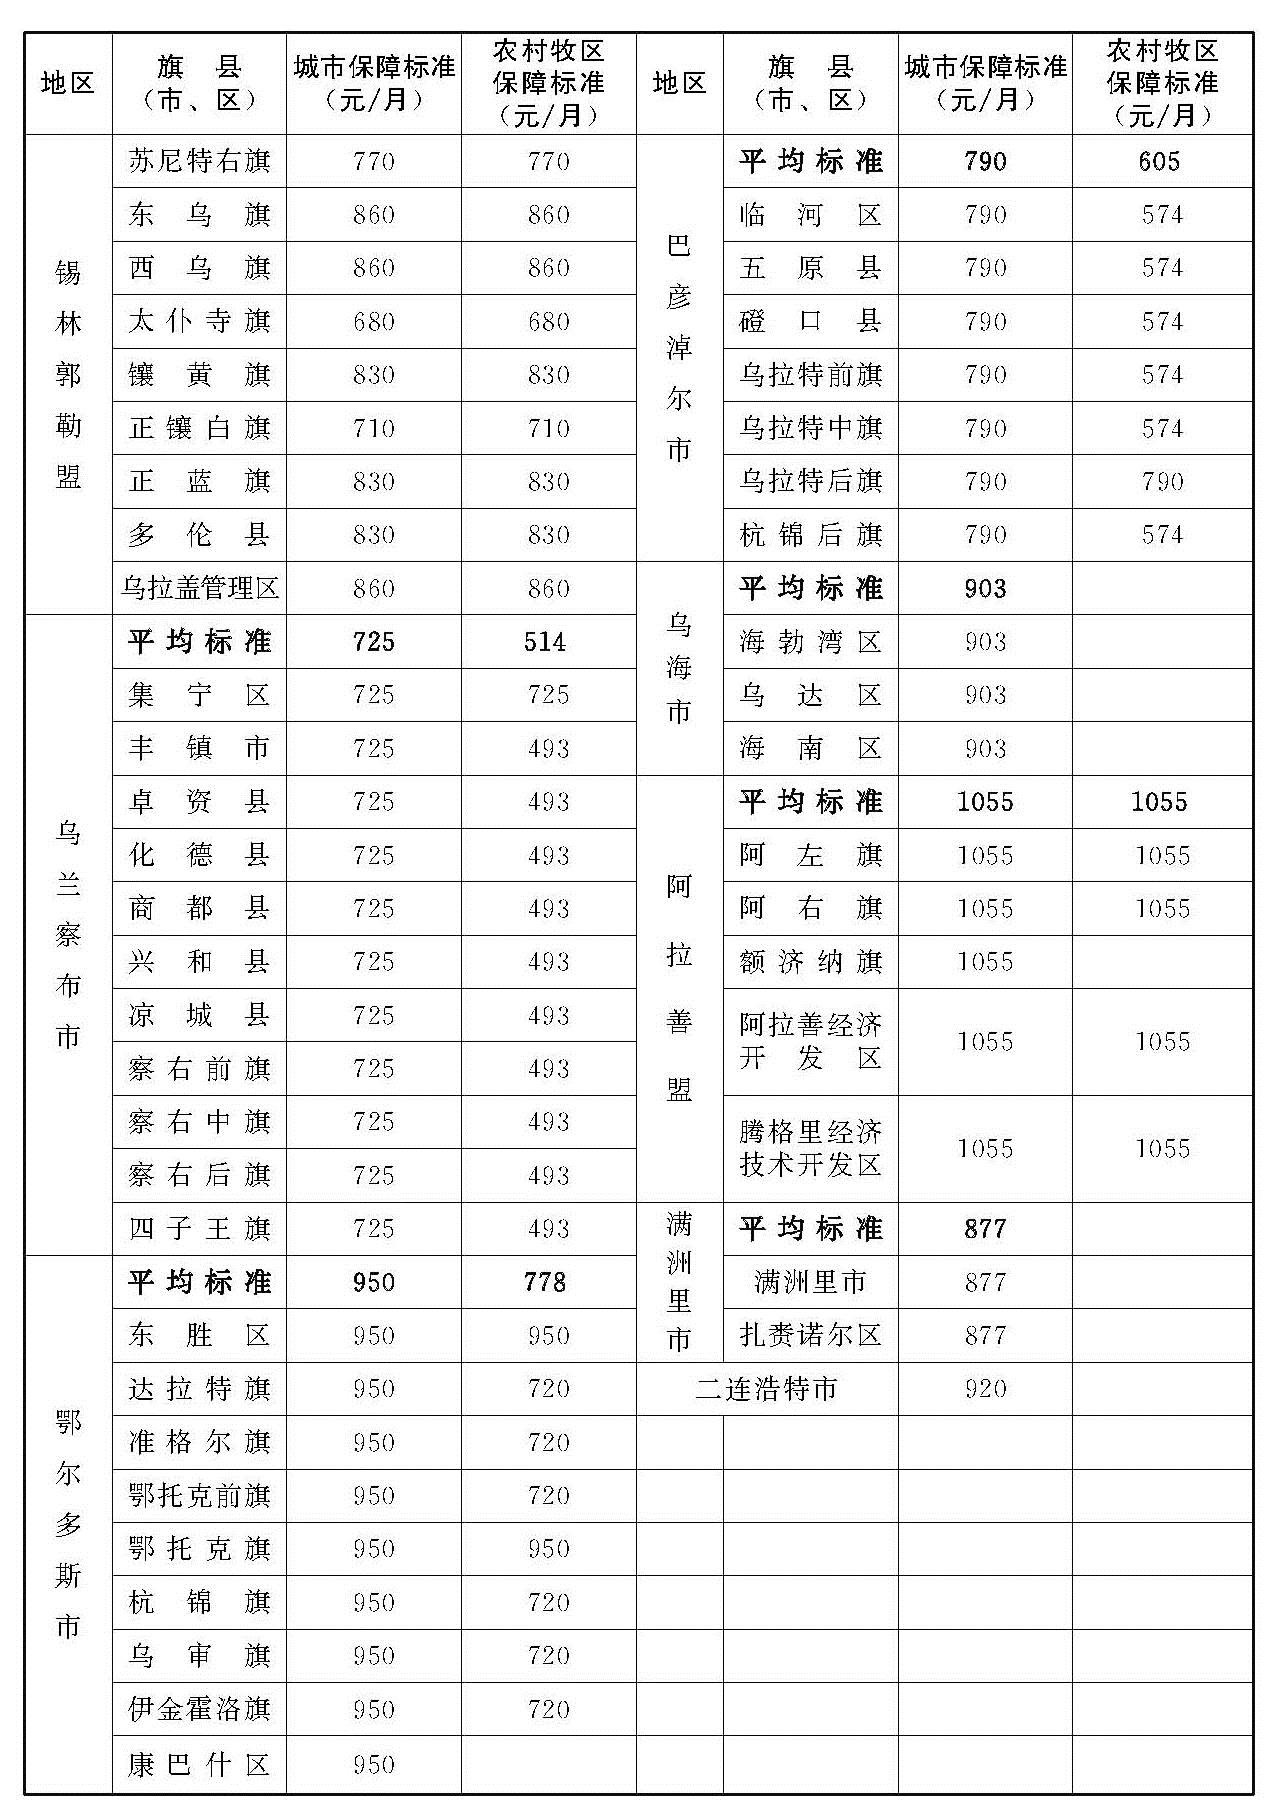 地区 旗 县（市、区） 城市保障标准（元/月） 农村牧区保障标准（元/月） 地区 旗 县（市、区） 城市保障标准（元/月） 农村牧区保障标准（元/月）
锡林郭勒盟
苏尼特右旗 770 770
东乌旗 860 860
西乌旗 860 860
太仆寺旗 680 680
镶黄旗 830 830
正镶白旗 710 710
正蓝旗 830 830
多伦县 830 830
乌拉盖管理区 860 860
乌兰察布市
平均标准 725 514
集宁区 725 725
丰镇市 725 493
卓资县 725 493
化德县 725 493
商都县 725 493
兴和县 725 493
凉城县 725 493
察右前旗 725 493
察右中旗 725 493
察右后旗 725 493
四子王旗 725 493
鄂尔多斯市
平均标准 950 778
东胜区 950 950
达拉特旗 950 720
准格尔旗 950 720
鄂托克前旗 950 720
鄂托克旗 950 950
杭锦旗 950 720
乌审旗 950 720
伊金霍洛旗 950 720
康巴什区 950
巴彦淖尔市
平均标准 790 605
临河区 790 574
五原县 790 574
磴口县 790 574
乌拉特前旗 790 574
乌拉特中旗 790 574
乌拉特后旗 790 790
杭锦后旗 790 574
乌海市
平均标准 903
海勃湾区 903
乌达区 903
海南区 903
阿拉善盟
平均标准 1055 1055
阿左旗 1055 1055
阿右旗 1055 1055
额济纳旗 1055
阿拉善经济
开发区 1055 1055
腾格里经济
技术开发区 1055 1055
满洲里市
平均标准 877
满洲里市 877
扎赉诺尔区 877
二连浩特市 920